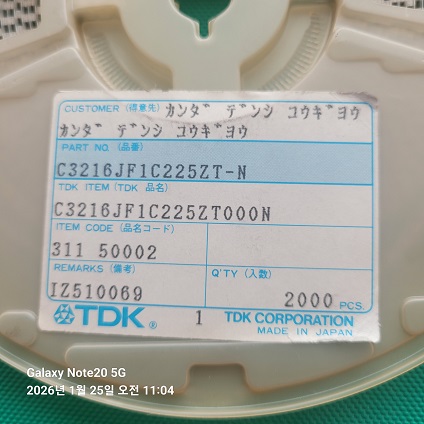 CUSTOMER (得意先) カンダ デンシ コウギヨウ
カンダ デンシ コウギヨウ
PART NO. (品番)
C3216JF1C225ZT-N
TDK ITEM (TDK 品名)
C3216JF1C225ZT000N
ITEM CODE (品名コード)
311 50002
REMARKS (備考) Q'TY (入数)
IZ510069 2000 PCS.
TDK® 1 TDK CORPORATION
MADE IN JAPAN
Galaxy Note20 5G
2026년 1월 25일 오전 11:04